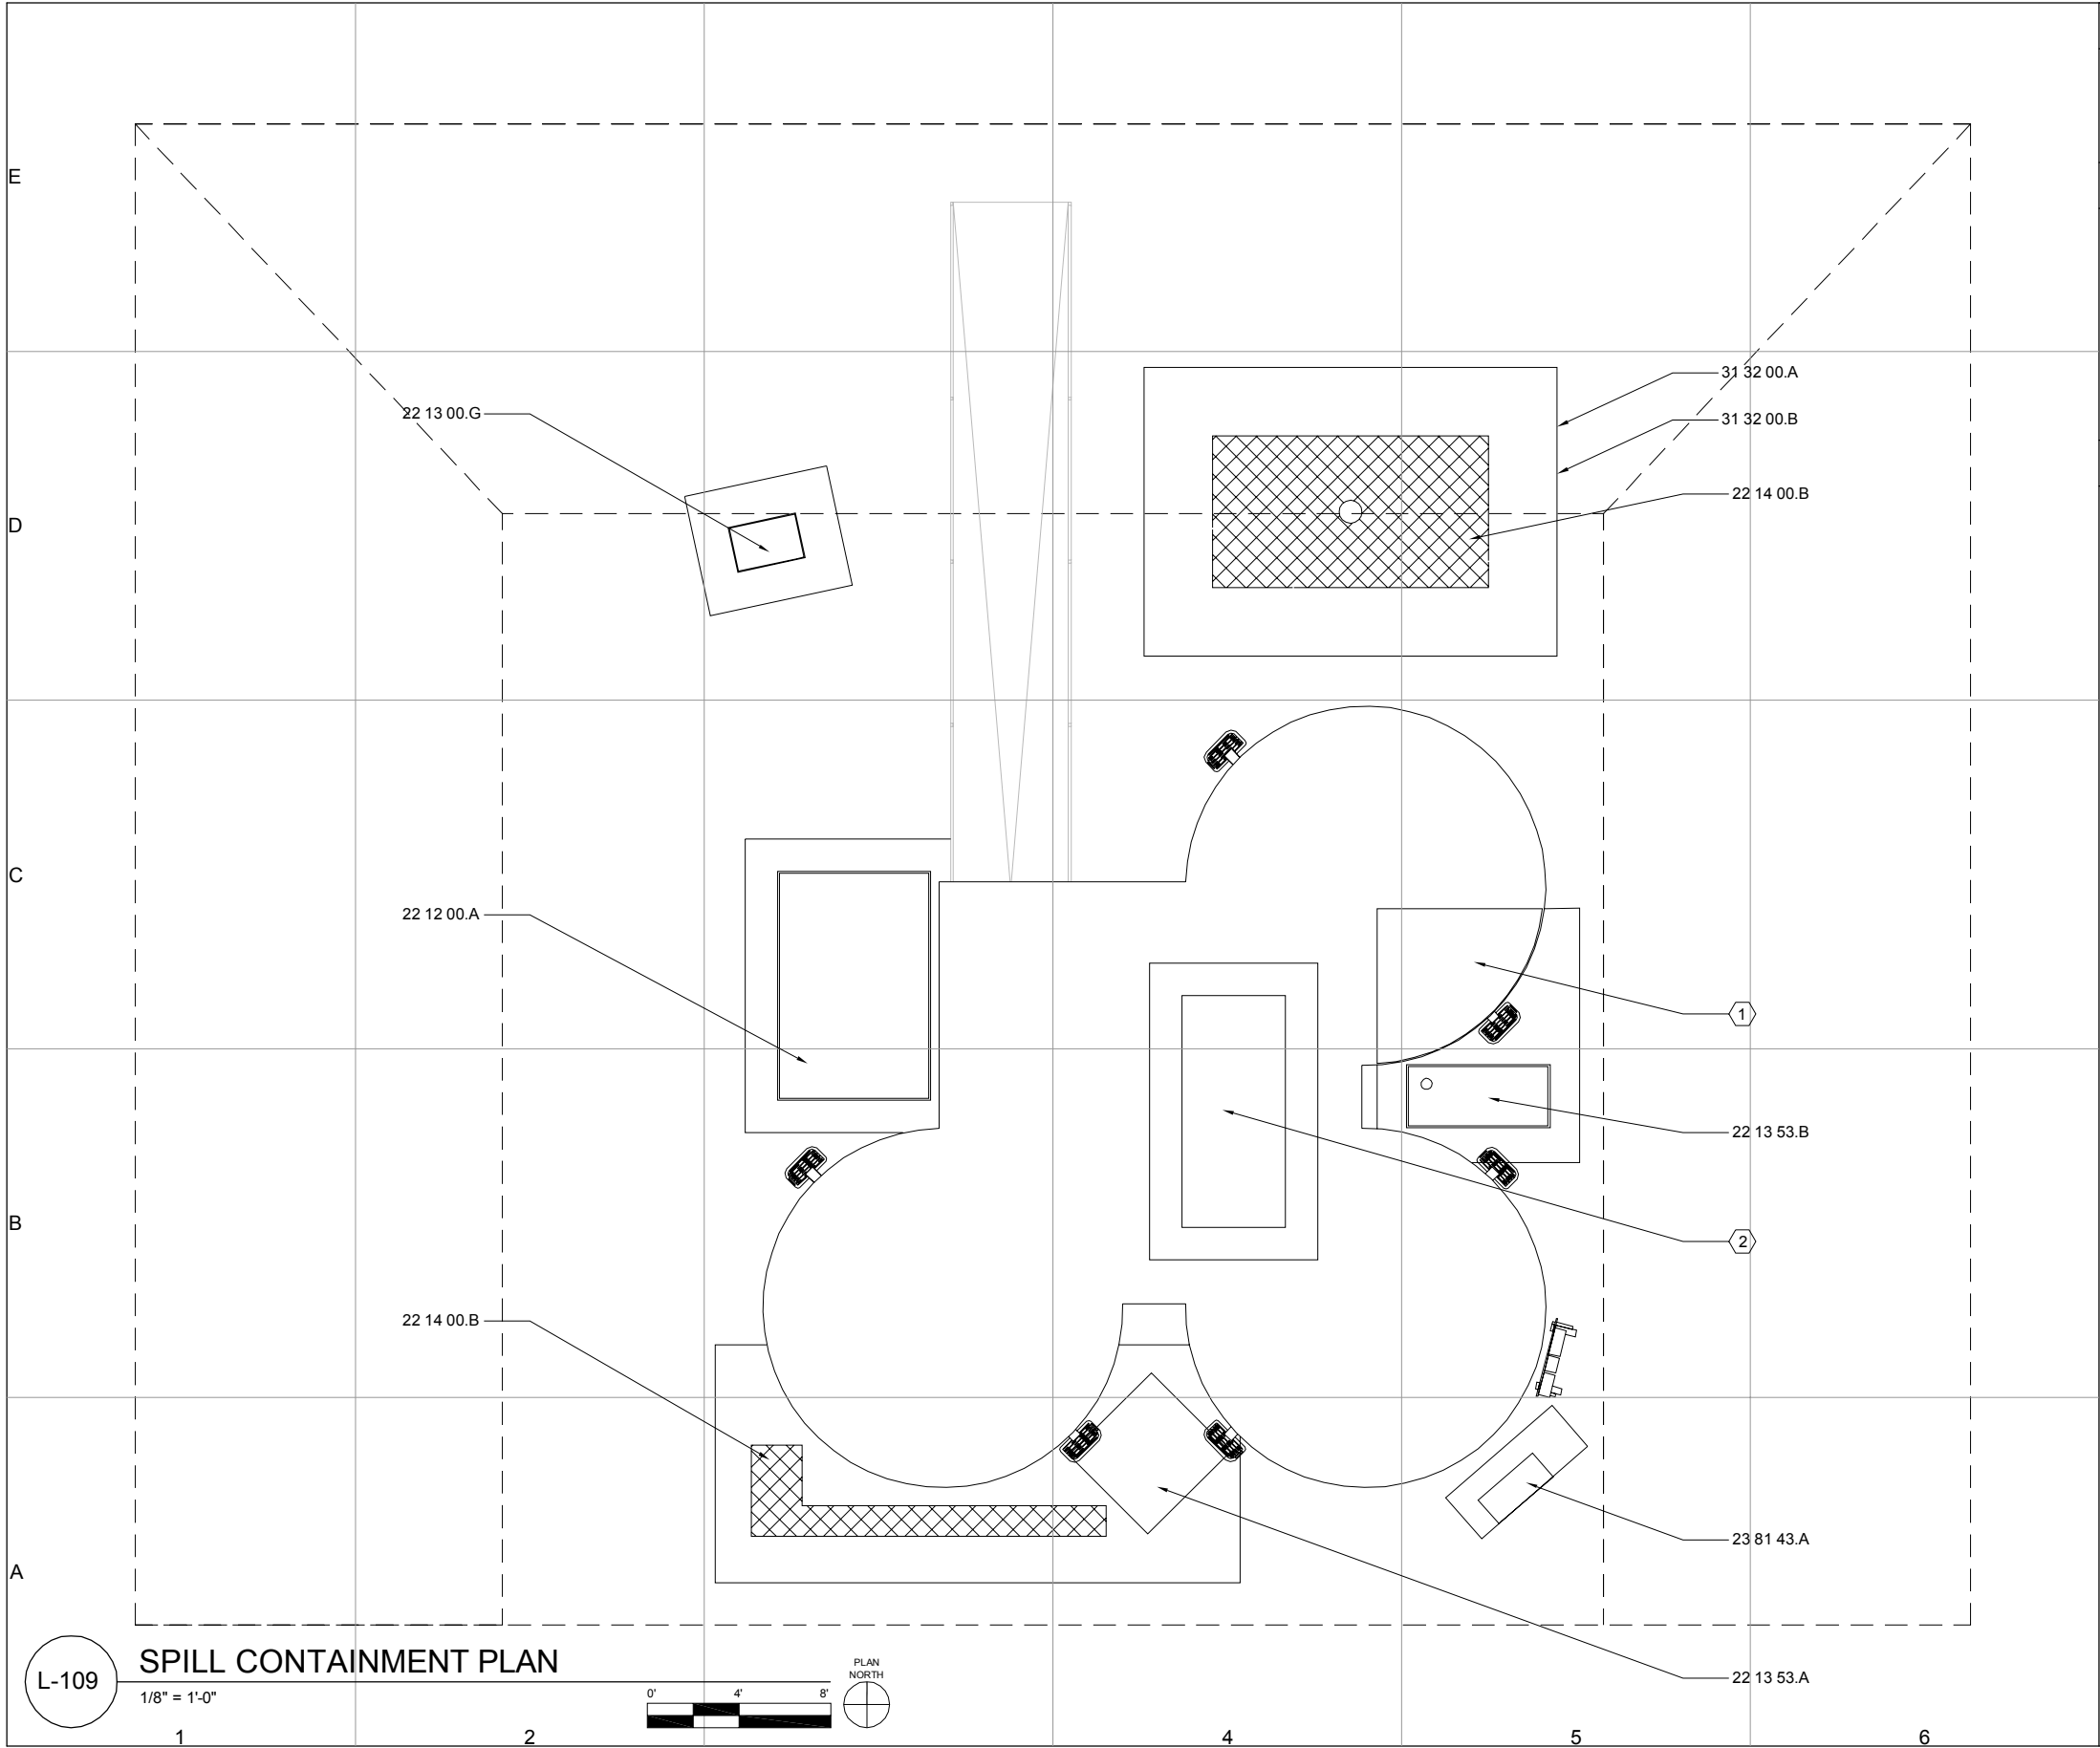 E
31 32 00.A
22 13 00.G
31 32 00.B
22 14 00.B
D
C
22 12 00.A
1
22 13 53.B
B
2
22 14 00.B
23 81 43.A
A
22 13 53.A
L-109
SPILL CONTAINMENT PLAN
1/8" = 1'-0"
0' 4' 8'
PLAN
NORTH
1 2 4 5 6